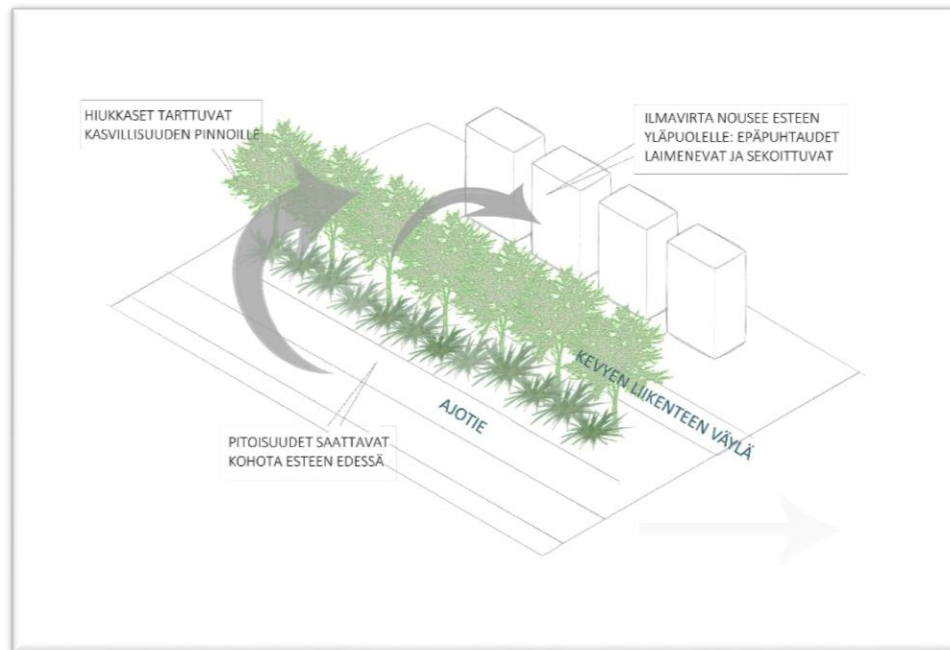 HIUKKASET TARTTUVAT
KASVILLISUUDEN PINNOILLE
ILMAVIRTA NOUSEE ESTEEN
YLÄPUOLELLE: EPÄPUHTAUDET
LAIMENEVAT JA SEKOITTUVAT
KEVYEN LIIKENTEEN VÄYLÄ
AJOTIE
PITOISUUDET SAATTAVAT
KOHOTA ESTEEN EDESSÄ